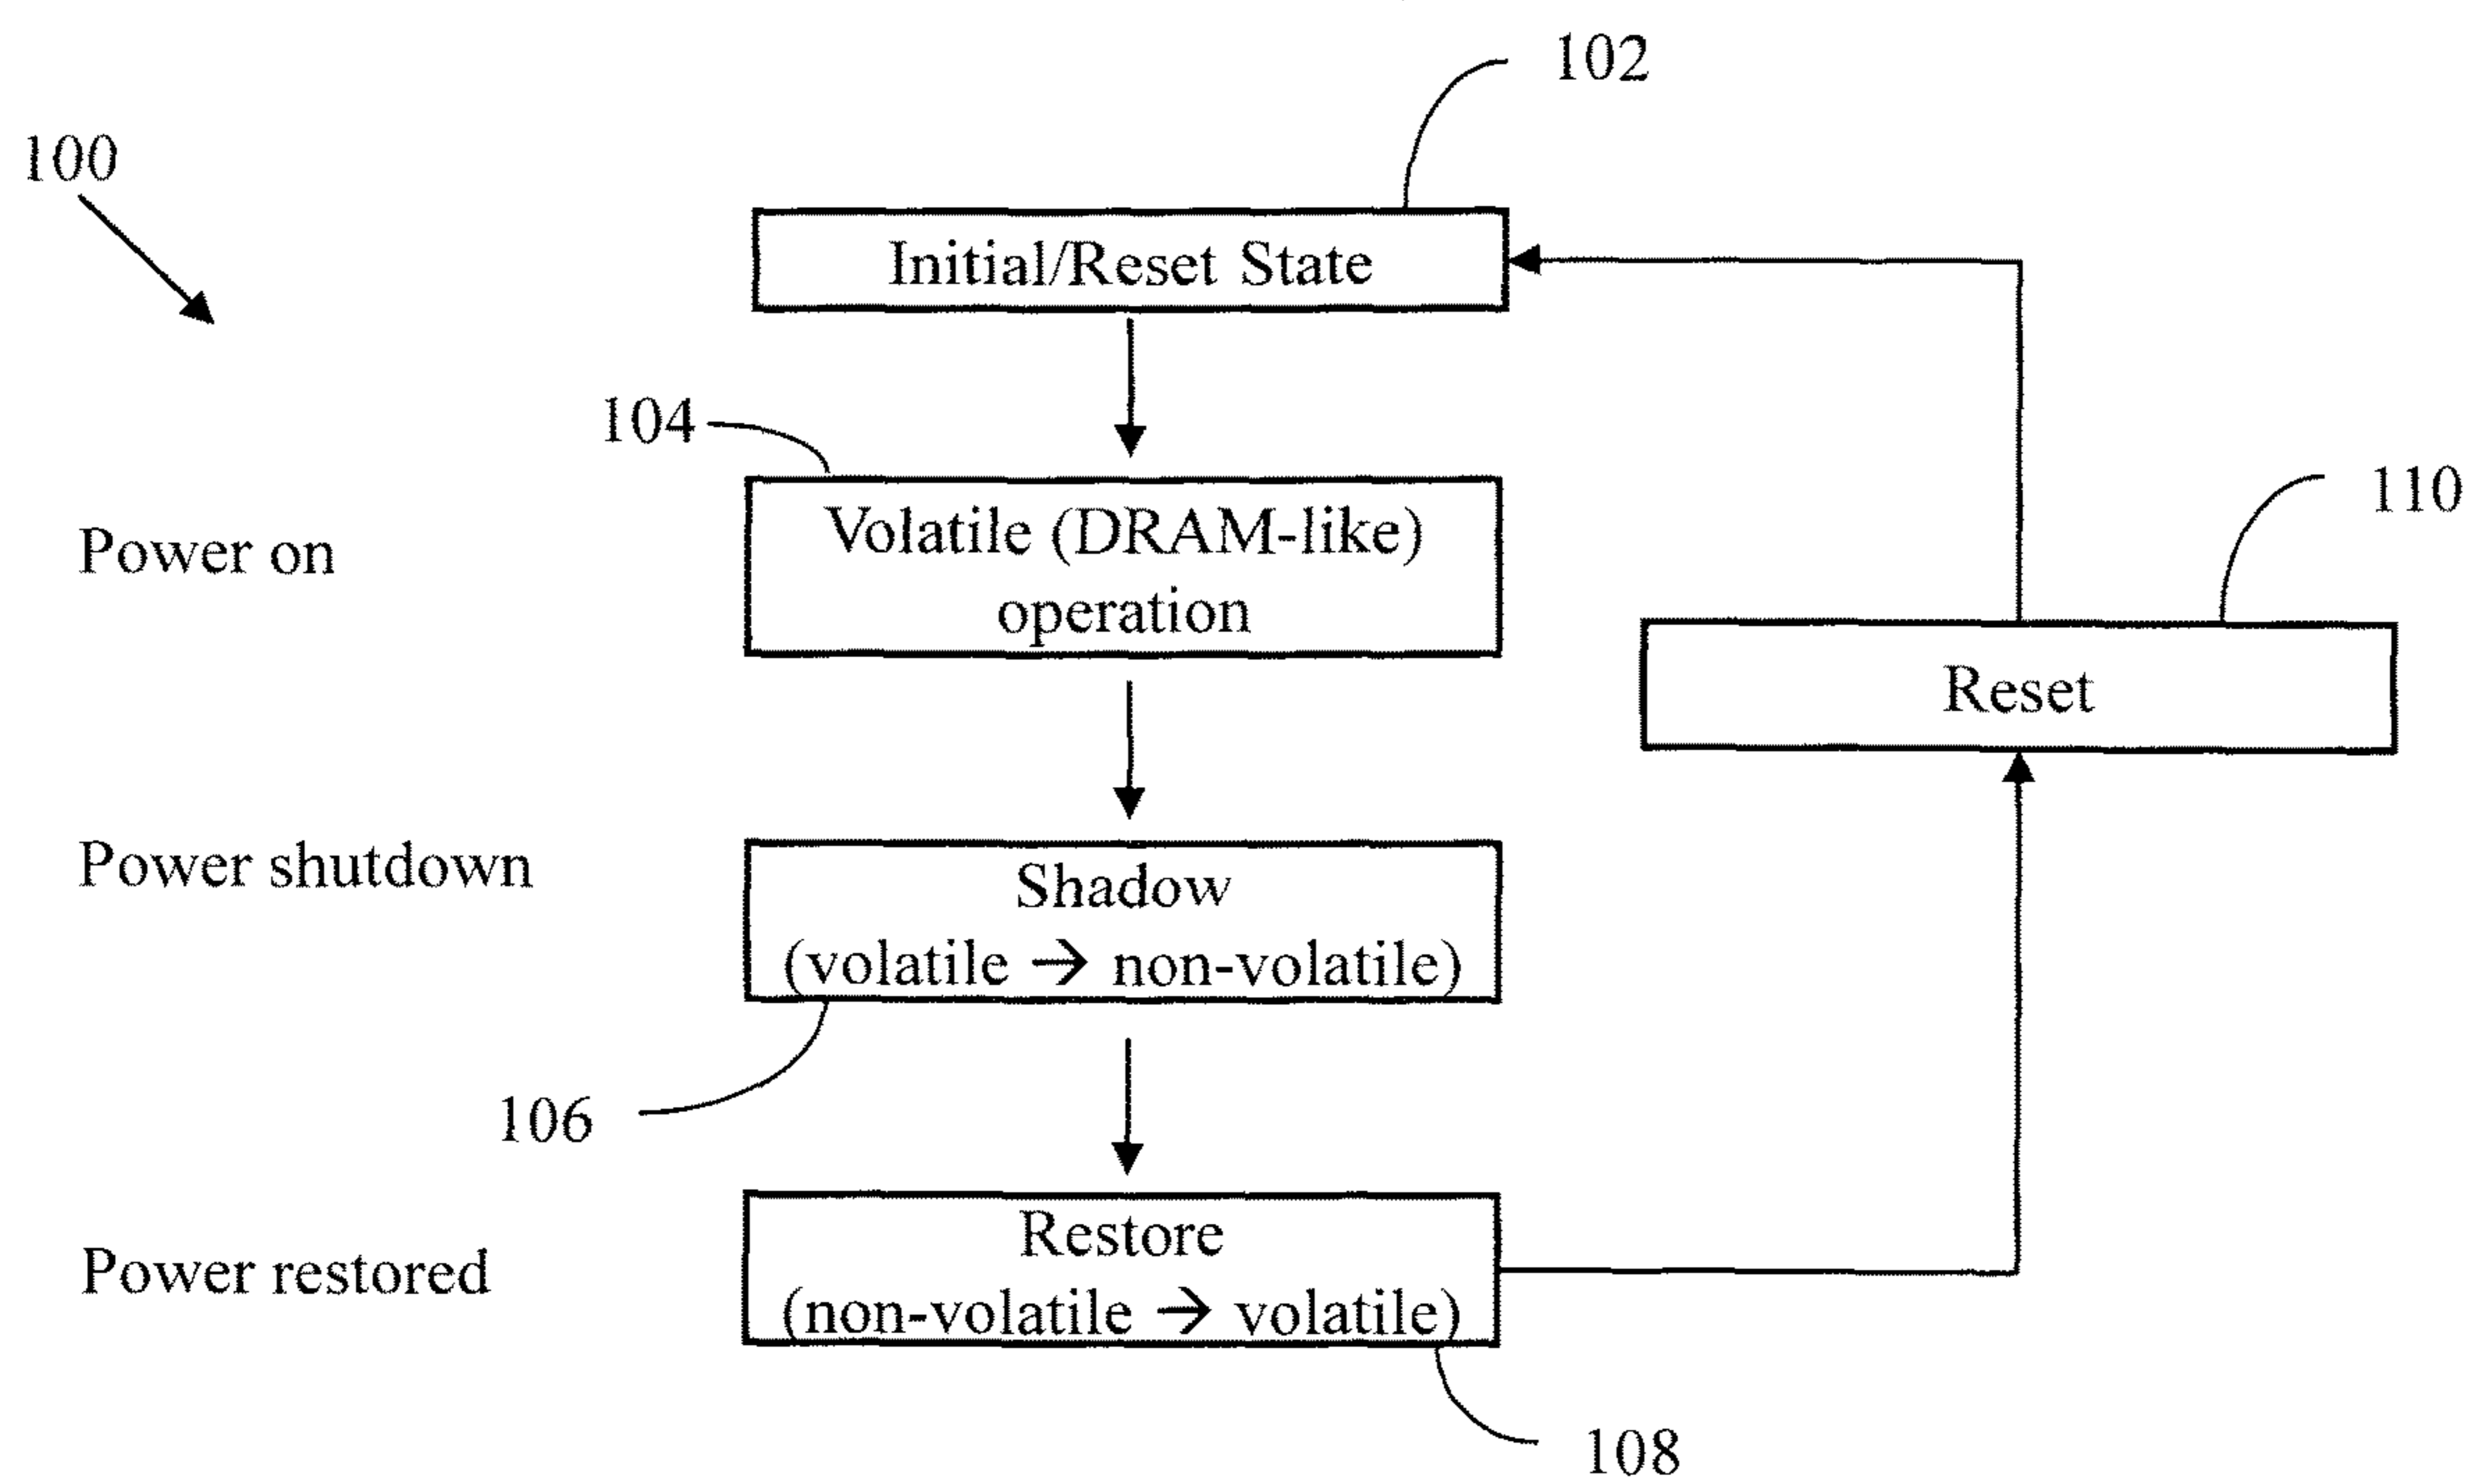 102
100
Initial/Reset State
104
Power on
Volatile (DRAM-like)
operation
110
Reset
Power shutdown
Shadow
(volatile → non-volatile)
106
Power restored
Restore
(non-volatile → volatile)
108